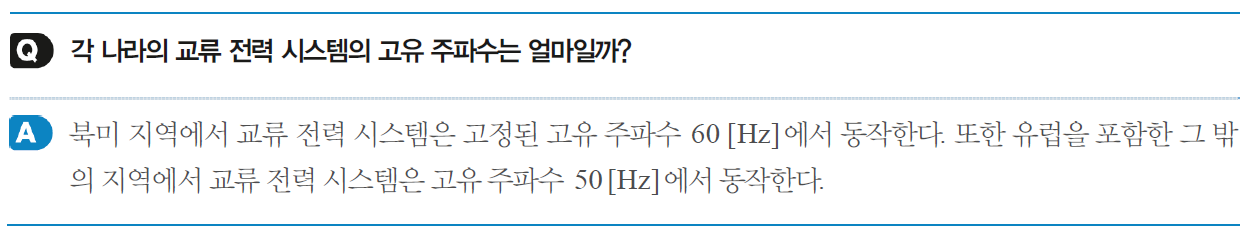 Q 각 나라의 교류 전력 시스템의 고유 주파수는 얼마일까?
A 북미 지역에서 교류 전력 시스템은 고정된 고유 주파수 60 [Hz]에서 동작한다. 또한 유럽을 포함한 그 밖
의 지역에서 교류 전력 시스템은 고유 주파수 50 [Hz]에서 동작한다.